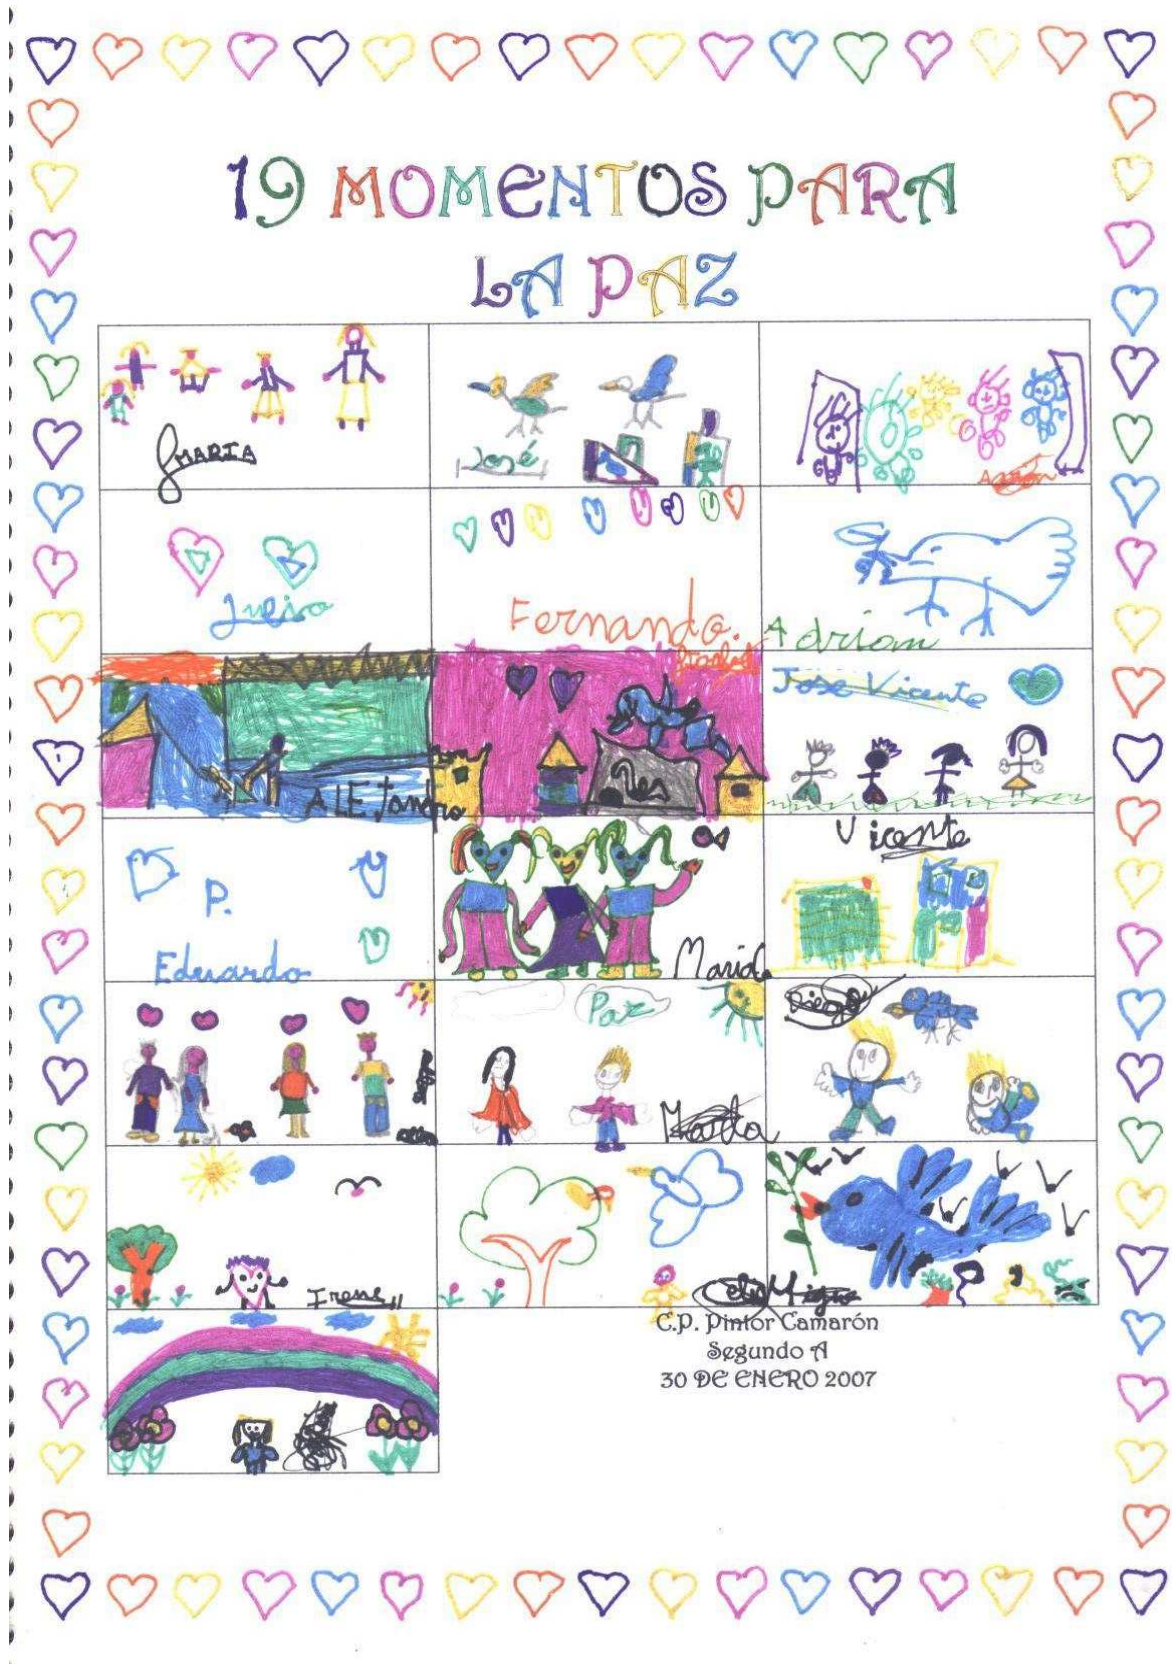 19 MOMENTOS PARA
LA PAZ
MARIA
José
Julio
Fernando.
Adrian
ALEJandro
Jose Vicente
P.
Eduardo
Maria
Vicente
Paz
Marta
Diego
Irene
C.P. Pintor Camarón
Segundo A
30 DE ENERO 2007